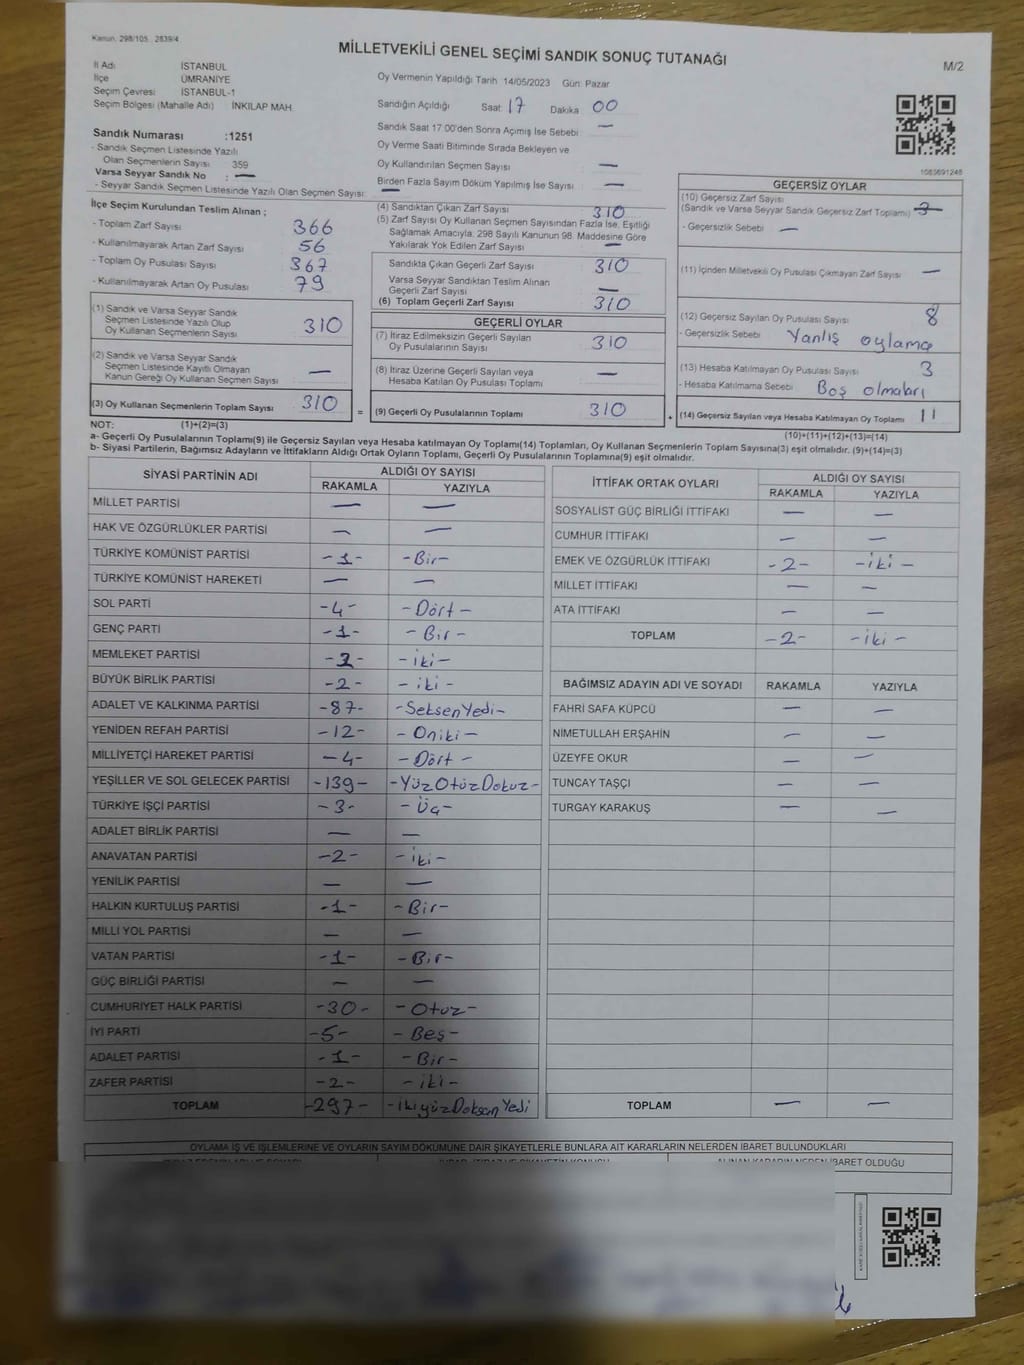 Kanun. 298/105 , 2839/4
MİLLETVEKİLİ GENEL SEÇİMİ SANDIK SONUÇ TUTANAĞI
M/2
İl Adı İSTANBUL
İlçe ÜMRANİYE
Seçim Çevresi İSTANBUL-1
Seçim Bölgesi (Mahalle Adı) İNKILAP MAH.
Oy Vermenin Yapıldığı Tarih 14/05/2023 Gün: Pazar
Sandığın Açıldığı Saat 17 Dakika 00
Sandık Saat 17:00'den Sonra Açımış İse Sebebi —
Oy Verme Saati Bitiminde Sırada Bekleyen ve
Oy Kullandırılan Seçmen Sayısı —
Birden Fazla Sayım Döküm Yapılmış İse Sayısı —
Sandık Numarası :1251
- Sandık Seçmen Listesinde Yazılı
Olan Seçmenlerin Sayısı 359
Varsa Seyyar Sandık No : —
- Seyyar Sandık Seçmen Listesinde Yazılı Olan Seçmen Sayısı: —
İlçe Seçim Kurulundan Teslim Alınan ;
- Toplam Zarf Sayısı 366
- Kullanılmayarak Artan Zarf Sayısı 56
- Toplam Oy Pusulası Sayısı 367
- Kullanılmayarak Artan Oy Pusulası 79
(1) Sandık ve Varsa Seyyar Sandık
Seçmen Listesinde Yazılı Olup
Oy Kullanan Seçmenlerin Sayısı 310
(2) Sandık ve Varsa Seyyar Sandık
Seçmen Listesinde Kayıtlı Olmayan
Kanun Gereği Oy Kullanan Seçmen Sayısı —
(3) Oy Kullanan Seçmenlerin Toplam Sayısı 310
(4) Sandıktan Çıkan Zarf Sayısı 310
(5) Zarf Sayısı Oy Kullanan Seçmen Sayısından Fazla İse, Eşitliği
Sağlamak Amacıyla, 298 Sayılı Kanunun 98. Maddesine Göre
Yakılarak Yok Edilen Zarf Sayısı —
Sandıkta Çıkan Geçerli Zarf Sayısı 310
Varsa Seyyar Sandıktan Teslim Alınan
Geçerli Zarf Sayısı —
(6) Toplam Geçerli Zarf Sayısı 310
GEÇERLİ OYLAR
(7) İtiraz Edilmeksizin Geçerli Sayılan
Oy Pusulalarının Sayısı 310
(8) İtiraz Üzerine Geçerli Sayılan veya
Hesaba Katılan Oy Pusulası Toplamı —
= (9) Geçerli Oy Pusulalarının Toplamı 310
1083691248
GEÇERSİZ OYLAR
(10) Geçersiz Zarf Sayısı
(Sandık ve Varsa Seyyar Sandık Geçersiz Zarf Toplamı) 3
- Geçersizlik Sebebi —
(11) İçinden Milletvekili Oy Pusulası Çıkmayan Zarf Sayısı —
(12) Geçersiz Sayılan Oy Pusulası Sayısı 8
- Geçersizlik Sebebi Yanlış oylama
(13) Hesaba Katılmayan Oy Pusulası Sayısı 3
- Hesaba Katılmama Sebebi Boş olmaları
+ (14) Geçersiz Sayılan veya Hesaba Katılmayan Oy Toplamı 11
NOT: (1)+(2)=(3) (10)+(11)+(12)+(13)=(14)
a- Geçerli Oy Pusulalarının Toplamı(9) ile Geçersiz Sayılan veya Hesaba katılmayan Oy Toplamı(14) Toplamları, Oy Kullanan Seçmenlerin Toplam Sayısına(3) eşit olmalıdır. (9)+(14)=(3)
b- Siyasi Partilerin, Bağımsız Adayların ve İttifakların Aldığı Ortak Oyların Toplamı, Geçerli Oy Pusulalarının Toplamına(9) eşit olmalıdır.
SİYASİ PARTİNİN ADI ALDIĞI OY SAYISI
RAKAMLA YAZIYLA
MİLLET PARTİSİ — —
HAK VE ÖZGÜRLÜKLER PARTİSİ — —
TÜRKİYE KOMÜNİST PARTİSİ -1- -Bir-
TÜRKİYE KOMÜNİST HAREKETİ — —
SOL PARTİ -4- -Dört-
GENÇ PARTİ -1- -Bir-
MEMLEKET PARTİSİ -2- -iki-
BÜYÜK BİRLİK PARTİSİ -2- -iki-
ADALET VE KALKINMA PARTİSİ -87- -SeksenYedi-
YENİDEN REFAH PARTİSİ -12- -Oniki-
MİLLİYETÇİ HAREKET PARTİSİ -4- -Dört-
YEŞİLLER VE SOL GELECEK PARTİSİ -139- -YüzOtuzDokuz-
TÜRKİYE İŞÇİ PARTİSİ -3- -Üç-
ADALET BİRLİK PARTİSİ — —
ANAVATAN PARTİSİ -2- -iki-
YENİLİK PARTİSİ — —
HALKIN KURTULUŞ PARTİSİ -1- -Bir-
MİLLİ YOL PARTİSİ — —
VATAN PARTİSİ -1- -Bir-
GÜÇ BİRLİĞİ PARTİSİ — —
CUMHURİYET HALK PARTİSİ -30- -Otuz-
İYİ PARTİ -5- -Beş-
ADALET PARTİSİ -1- -Bir-
ZAFER PARTİSİ -2- -iki-
TOPLAM -297- -ikiyüzDoksanYedi
İTTİFAK ORTAK OYLARI ALDIĞI OY SAYISI
RAKAMLA YAZIYLA
SOSYALİST GÜÇ BİRLİĞİ İTTİFAKI — —
CUMHUR İTTİFAKI — —
EMEK VE ÖZGÜRLÜK İTTİFAKI -2- -iki-
MİLLET İTTİFAKI — —
ATA İTTİFAKI — —
TOPLAM -2- -iki-
BAĞIMSIZ ADAYIN ADI VE SOYADI RAKAMLA YAZIYLA
FAHRİ SAFA KÜPCÜ — —
NİMETULLAH ERŞAHİN — —
ÜZEYFE OKUR — —
TUNCAY TAŞÇI — —
TURGAY KARAKUŞ — —
TOPLAM — —
OYLAMA İŞ VE İŞLEMLERİNE VE OYLARIN SAYIM DÖKÜMÜNE DAİR ŞİKAYETLERLE BUNLARA AİT KARARLARIN NELERDEN İBARET BULUNDUKLARI
ALINAN KARARIN NEDEN İBARET OLDUĞU